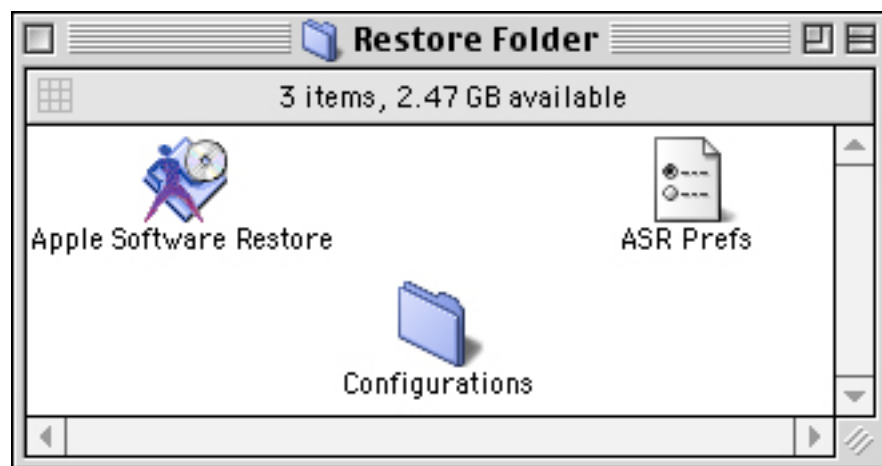 Restore Folder
3 items, 2.47 GB available
Apple Software Restore
ASR Prefs
Configurations